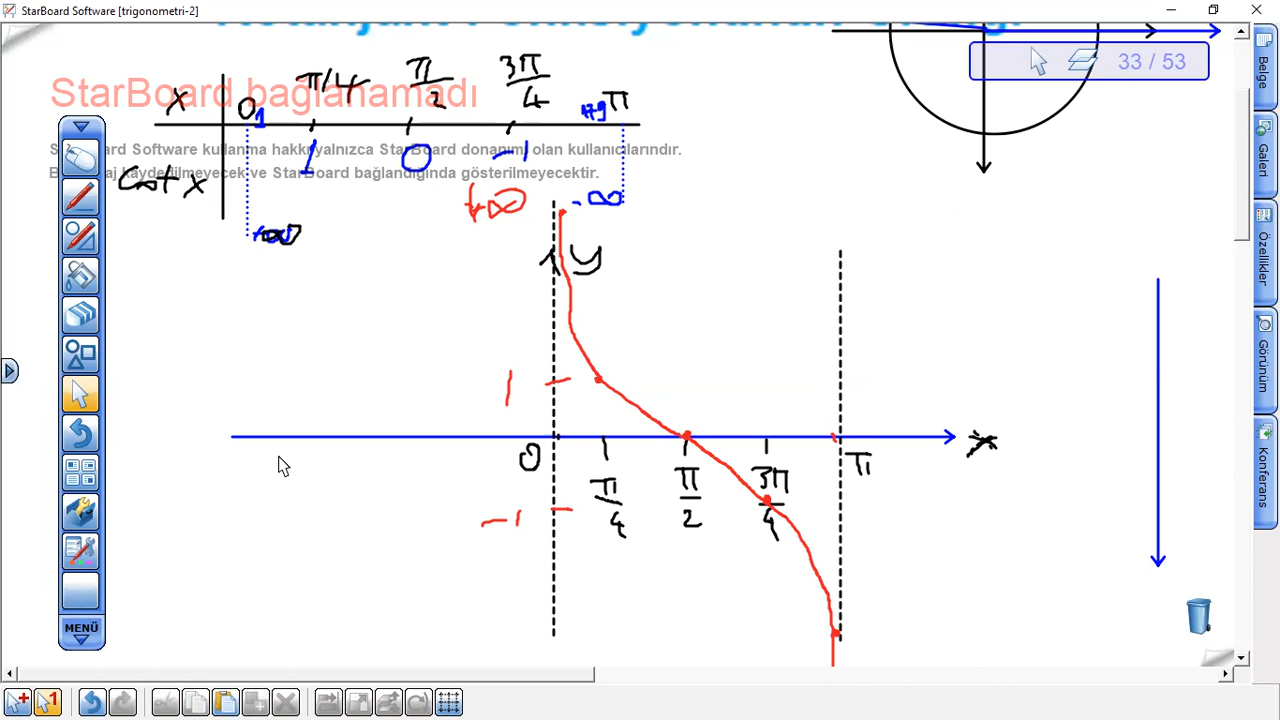 StarBoard Software [trigonometri-2]
33 / 53
StarBoard bağlanamadı
x 0 π/4 π/2 3π/4 π
Software kullanma hakkı yalnızca StarBoard donanımı olan kullanıcılarındır.
kaydedilmeyecek ve StarBoard bağlandığında gösterilmeyecektir.
Cot x 1 0 -1 -∞
+∞
+∞
y
1
0 π/4 π/2 3π/4 π x
-1
MENÜ
Belge
Galeri
Özellikler
Görünüm
Konferans